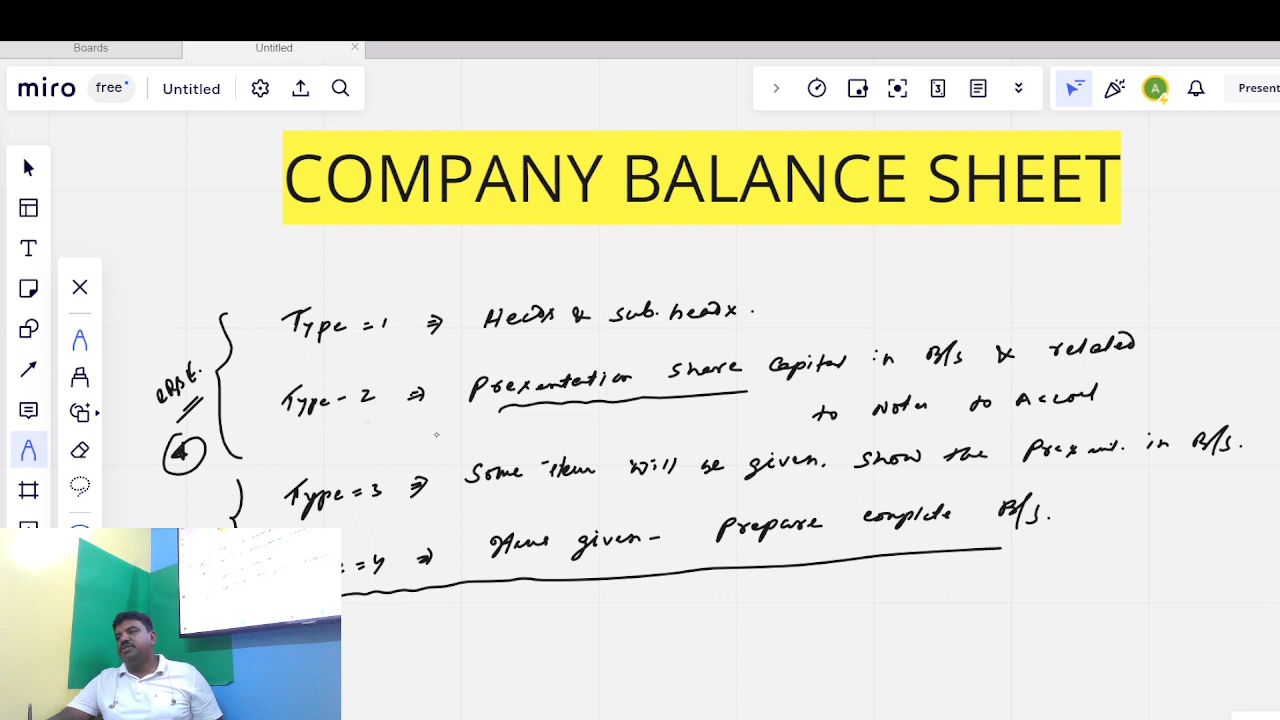 Boards Untitled
miro free Untitled Present
COMPANY BALANCE SHEET
Type = 1 ⇒ Heads & sub. heads.
Type - 2 ⇒ Presentation share capital in B/S & related
to Notes to Account
Type = 3 ⇒ Some item will be given. show the Present. in B/S.
= 4 ⇒ given - Prepare complete B/S.